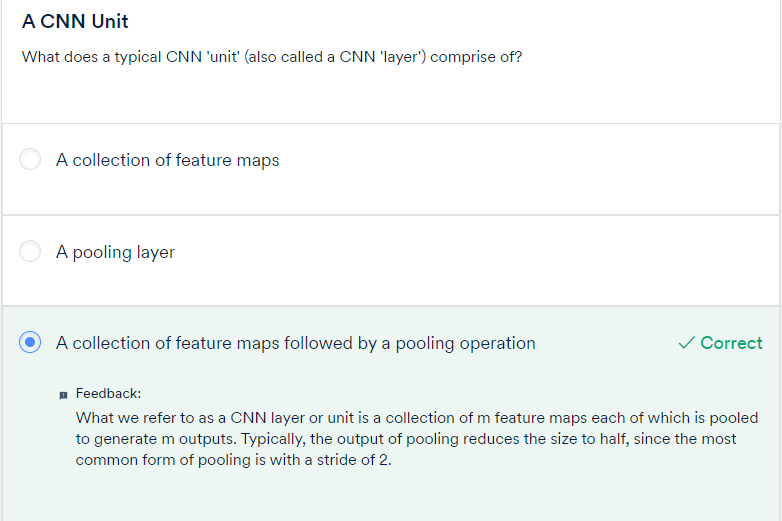 A CNN Unit
What does a typical CNN 'unit' (also called a CNN 'layer') comprise of?
A collection of feature maps
A pooling layer
A collection of feature maps followed by a pooling operation
Correct
Feedback:
What we refer to as a CNN layer or unit is a collection of m feature maps each of which is pooled
to generate m outputs. Typically, the output of pooling reduces the size to half, since the most
common form of pooling is with a stride of 2.